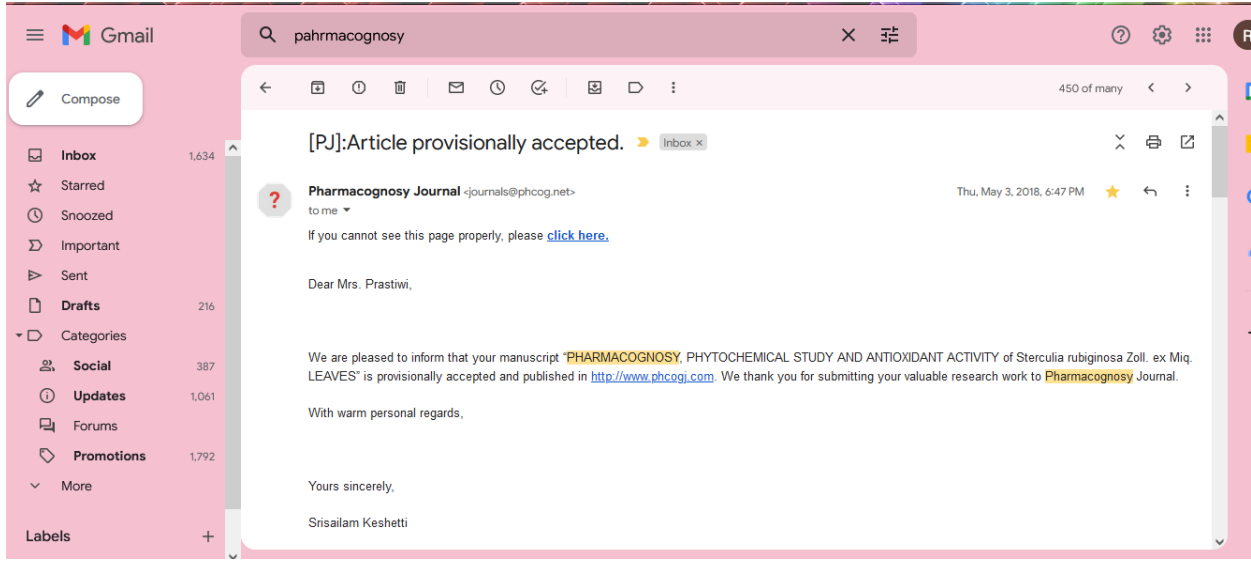 Gmail
pahrmacognosy
Compose
450 of many
[PJ]:Article provisionally accepted.
Inbox ×
Inbox 1,634
Starred
Snoozed
Important
Sent
Drafts 216
Categories
Social 387
Updates 1,061
Forums
Promotions 1,792
More
Labels +
Pharmacognosy Journal <journals@phcog.net>
Thu, May 3, 2018, 6:47 PM
to me
If you cannot see this page properly, please click here.
Dear Mrs. Prastiwi,
We are pleased to inform that your manuscript “PHARMACOGNOSY, PHYTOCHEMICAL STUDY AND ANTIOXIDANT ACTIVITY of Sterculia rubiginosa Zoll. ex Miq.
LEAVES” is provisionally accepted and published in http://www.phcogj.com. We thank you for submitting your valuable research work to Pharmacognosy Journal.
With warm personal regards,
Yours sincerely,
Srisailam Keshetti